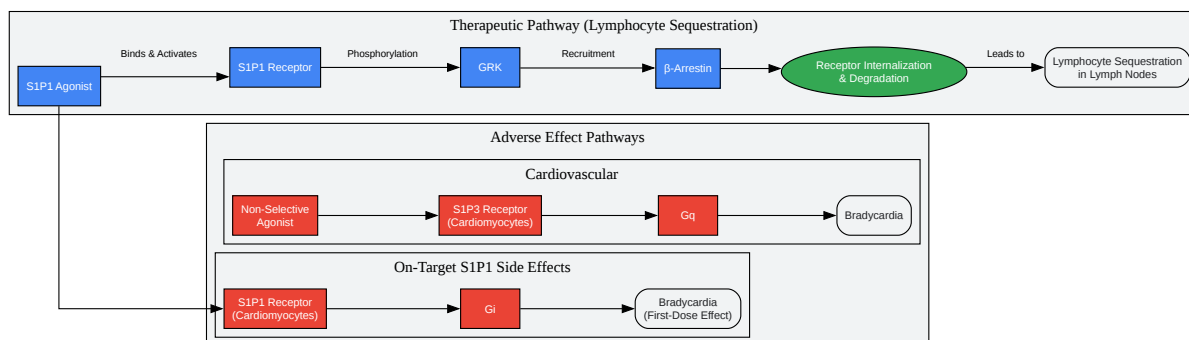 Therapeutic Pathway (Lymphocyte Sequestration)
Binds & Activates
Phosphorylation
Recruitment
Leads to
S1P1 Agonist
S1P1 Receptor
GRK
β-Arrestin
Receptor Internalization
& Degradation
Lymphocyte Sequestration
in Lymph Nodes
Adverse Effect Pathways
Cardiovascular
Non-Selective
Agonist
S1P3 Receptor
(Cardiomyocytes)
Gq
Bradycardia
On-Target S1P1 Side Effects
S1P1 Receptor
(Cardiomyocytes)
Gi
Bradycardia
(First-Dose Effect)